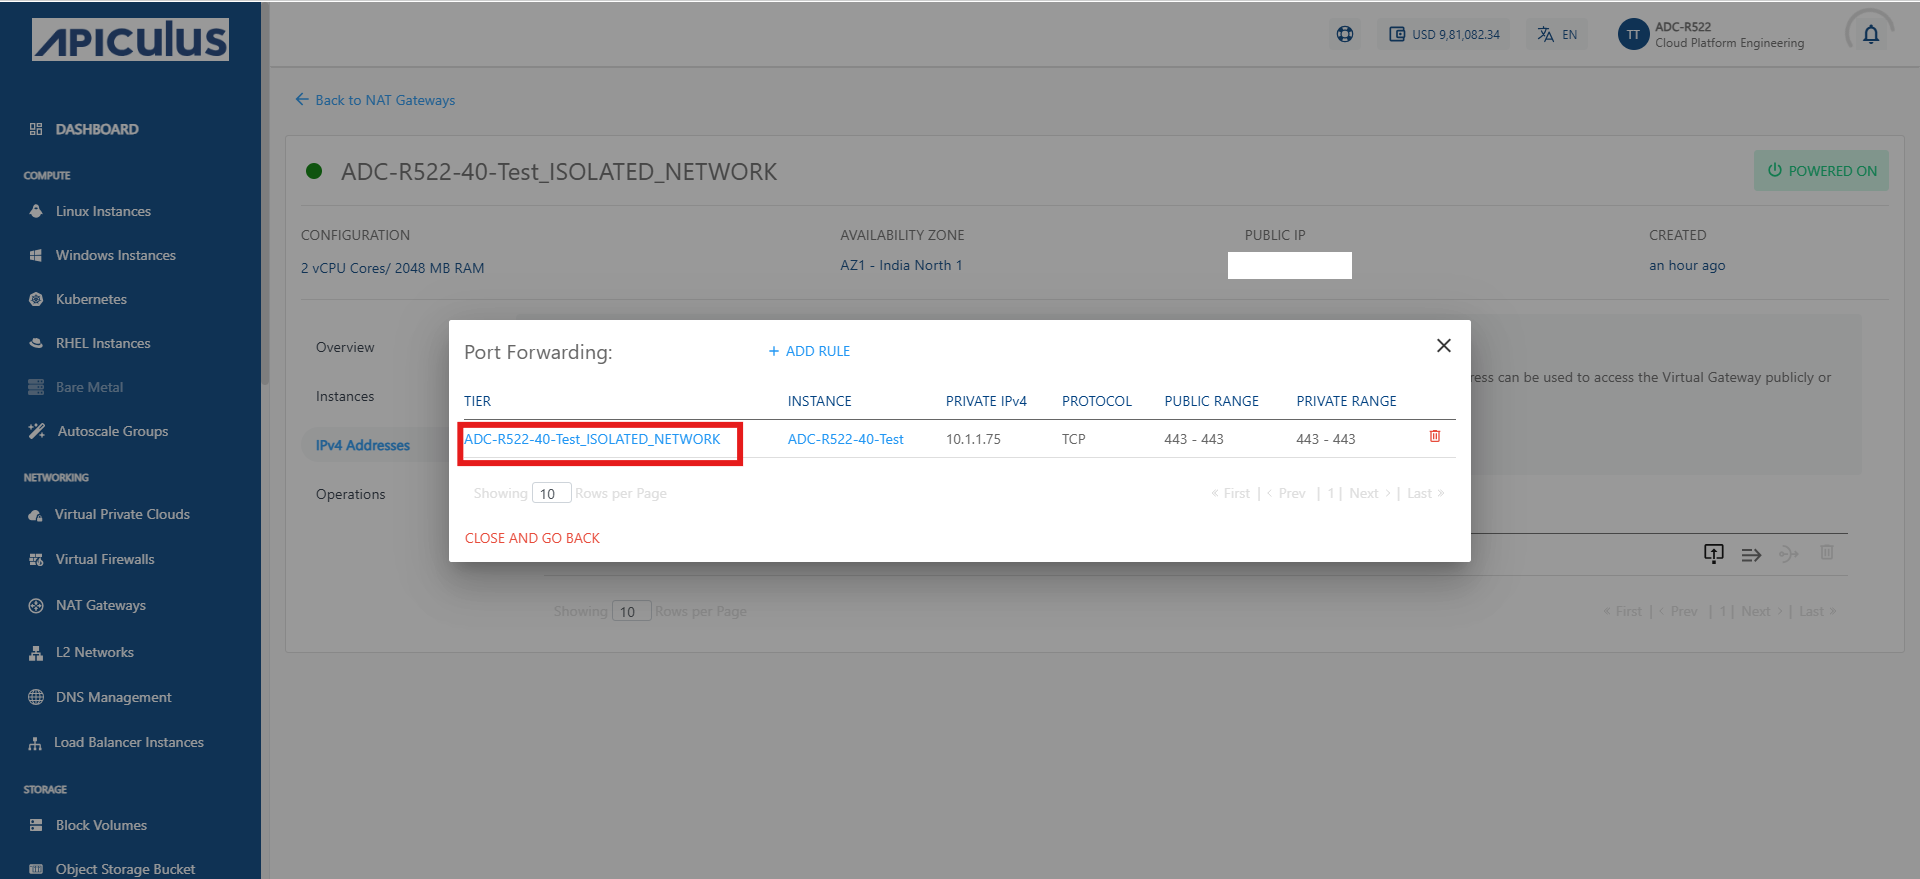 APICULUS
USD 9,81,082.34
EN
TT
ADC-R522
Cloud Platform Engineering
DASHBOARD
COMPUTE
Linux Instances
Windows Instances
Kubernetes
RHEL Instances
Bare Metal
Autoscale Groups
NETWORKING
Virtual Private Clouds
Virtual Firewalls
NAT Gateways
L2 Networks
DNS Management
Load Balancer Instances
STORAGE
Block Volumes
Object Storage Bucket
Back to NAT Gateways
ADC-R522-40-Test_ISOLATED_NETWORK
POWERED ON
CONFIGURATION AVAILABILITY ZONE PUBLIC IP CREATED
2 vCPU Cores/ 2048 MB RAM AZ1 - India North 1 an hour ago
Overview
Instances
IPv4 Addresses
Operations
ress can be used to access the Virtual Gateway publicly or
Port Forwarding: + ADD RULE
TIER INSTANCE PRIVATE IPv4 PROTOCOL PUBLIC RANGE PRIVATE RANGE
ADC-R522-40-Test_ISOLATED_NETWORK ADC-R522-40-Test 10.1.1.75 TCP 443 - 443 443 - 443
Showing 10 Rows per Page « First | ‹ Prev | 1 | Next › | Last »
CLOSE AND GO BACK
Showing 10 Rows per Page « First | ‹ Prev | 1 | Next › | Last »